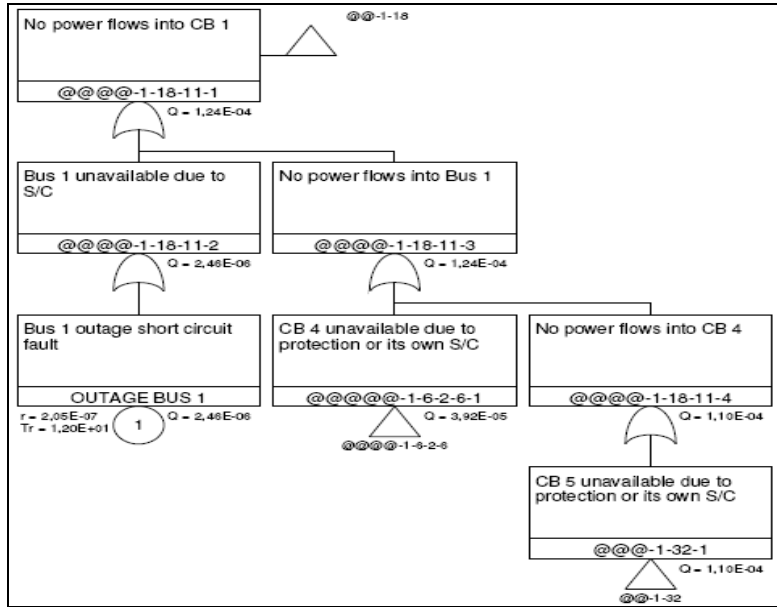 No power flows into CB 1
@@-1-18
@@@@-1-18-11-1
Q = 1,24E-04
Bus 1 unavailable due to
S/C
@@@@-1-18-11-2
Q = 2,46E-06
No power flows into Bus 1
@@@@-1-18-11-3
Q = 1,24E-04
Bus 1 outage short circuit
fault
OUTAGE BUS 1
r = 2,05E-07
Tr = 1,20E+01
1
Q = 2,46E-06
CB 4 unavailable due to
protection or its own S/C
@@@@@-1-6-2-6-1
Q = 3,92E-05
@@@@-1-6-2-6
No power flows into CB 4
@@@@-1-18-11-4
Q = 1,10E-04
CB 5 unavailable due to
protection or its own S/C
@@@-1-32-1
Q = 1,10E-04
@@-1-32